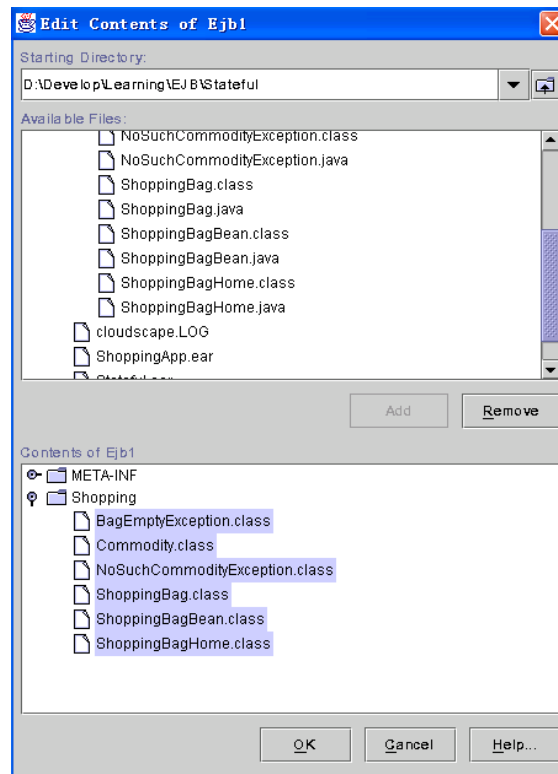 Edit Contents of Ejb1
Starting Directory:
D:\Develop\Learning\EJB\Stateful
Available Files:
NoSuchCommodityException.class
NoSuchCommodityException.java
ShoppingBag.class
ShoppingBag.java
ShoppingBagBean.class
ShoppingBagBean.java
ShoppingBagHome.class
ShoppingBagHome.java
cloudscape.LOG
ShoppingApp.ear
Add Remove
Contents of Ejb1
META-INF
Shopping
BagEmptyException.class
Commodity.class
NoSuchCommodityException.class
ShoppingBag.class
ShoppingBagBean.class
ShoppingBagHome.class
OK Cancel Help...